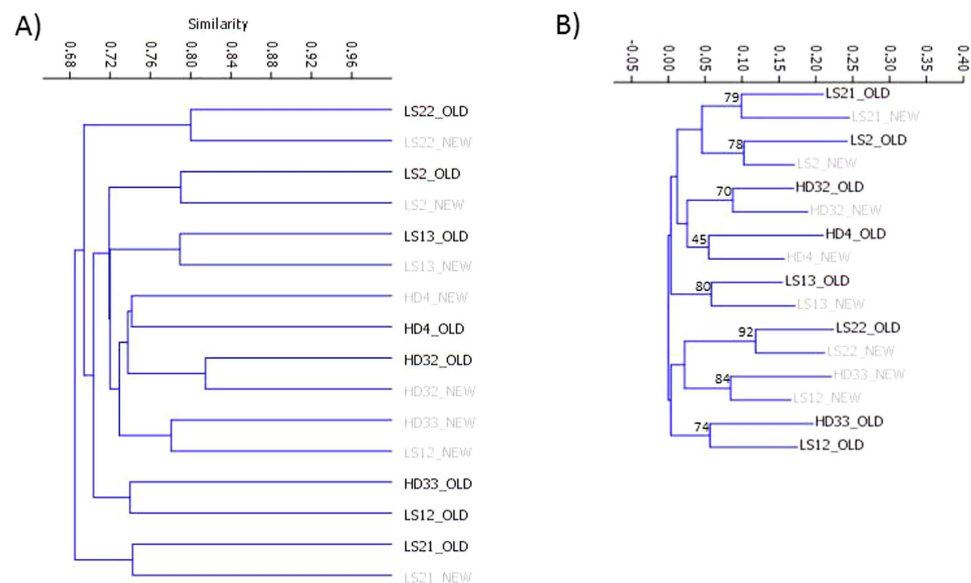 A)
Similarity
0.68 0.72 0.76 0.80 0.84 0.88 0.92 0.96
LS22_OLD
LS22_NEW
LS2_OLD
LS2_NEW
LS13_OLD
LS13_NEW
HD4_NEW
HD4_OLD
HD32_OLD
HD32_NEW
HD33_NEW
LS12_NEW
HD33_OLD
LS12_OLD
LS21_OLD
LS21_NEW
B)
-0.05 0.00 0.05 0.10 0.15 0.20 0.25 0.30 0.35 0.40
79 LS21_OLD
LS21_NEW
78 LS2_OLD
LS2_NEW
70 HD32_OLD
HD32_NEW
45 HD4_OLD
HD4_NEW
80 LS13_OLD
LS13_NEW
92 LS22_OLD
LS22_NEW
84 HD33_NEW
LS12_NEW
74 HD33_OLD
LS12_OLD